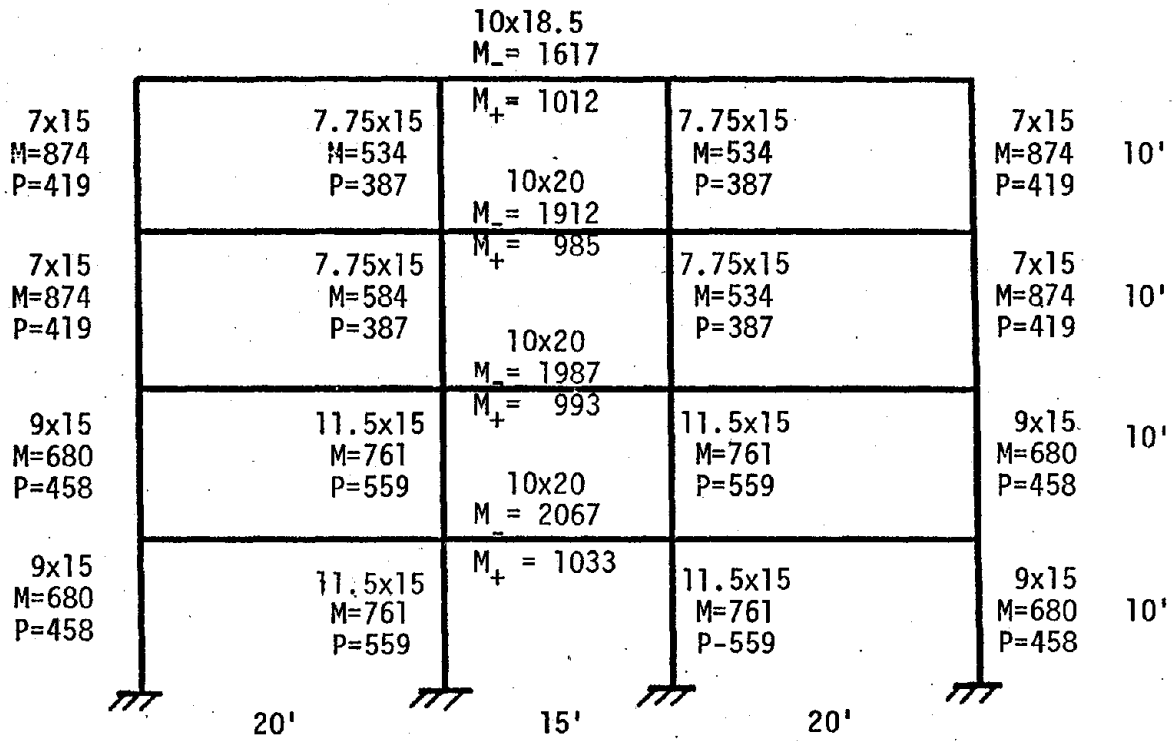 10x18.5
M_= 1617
M+= 1012
7x15
M=874
P=419
7.75x15
M=534
P=387
7.75x15
M=534
P=387
7x15
M=874
P=419
10'
10x20
M_= 1912
M+= 985
7x15
M=874
P=419
7.75x15
M=584
P=387
7.75x15
M=534
P=387
7x15
M=874
P=419
10'
10x20
M_= 1987
M+= 993
9x15
M=680
P=458
11.5x15
M=761
P=559
11.5x15
M=761
P=559
9x15
M=680
P=458
10'
10x20
M_ = 2067
M+ = 1033
9x15
M=680
P=458
11.5x15
M=761
P=559
11.5x15
M=761
P-559
9x15
M=680
P=458
10'
20'
15'
20'